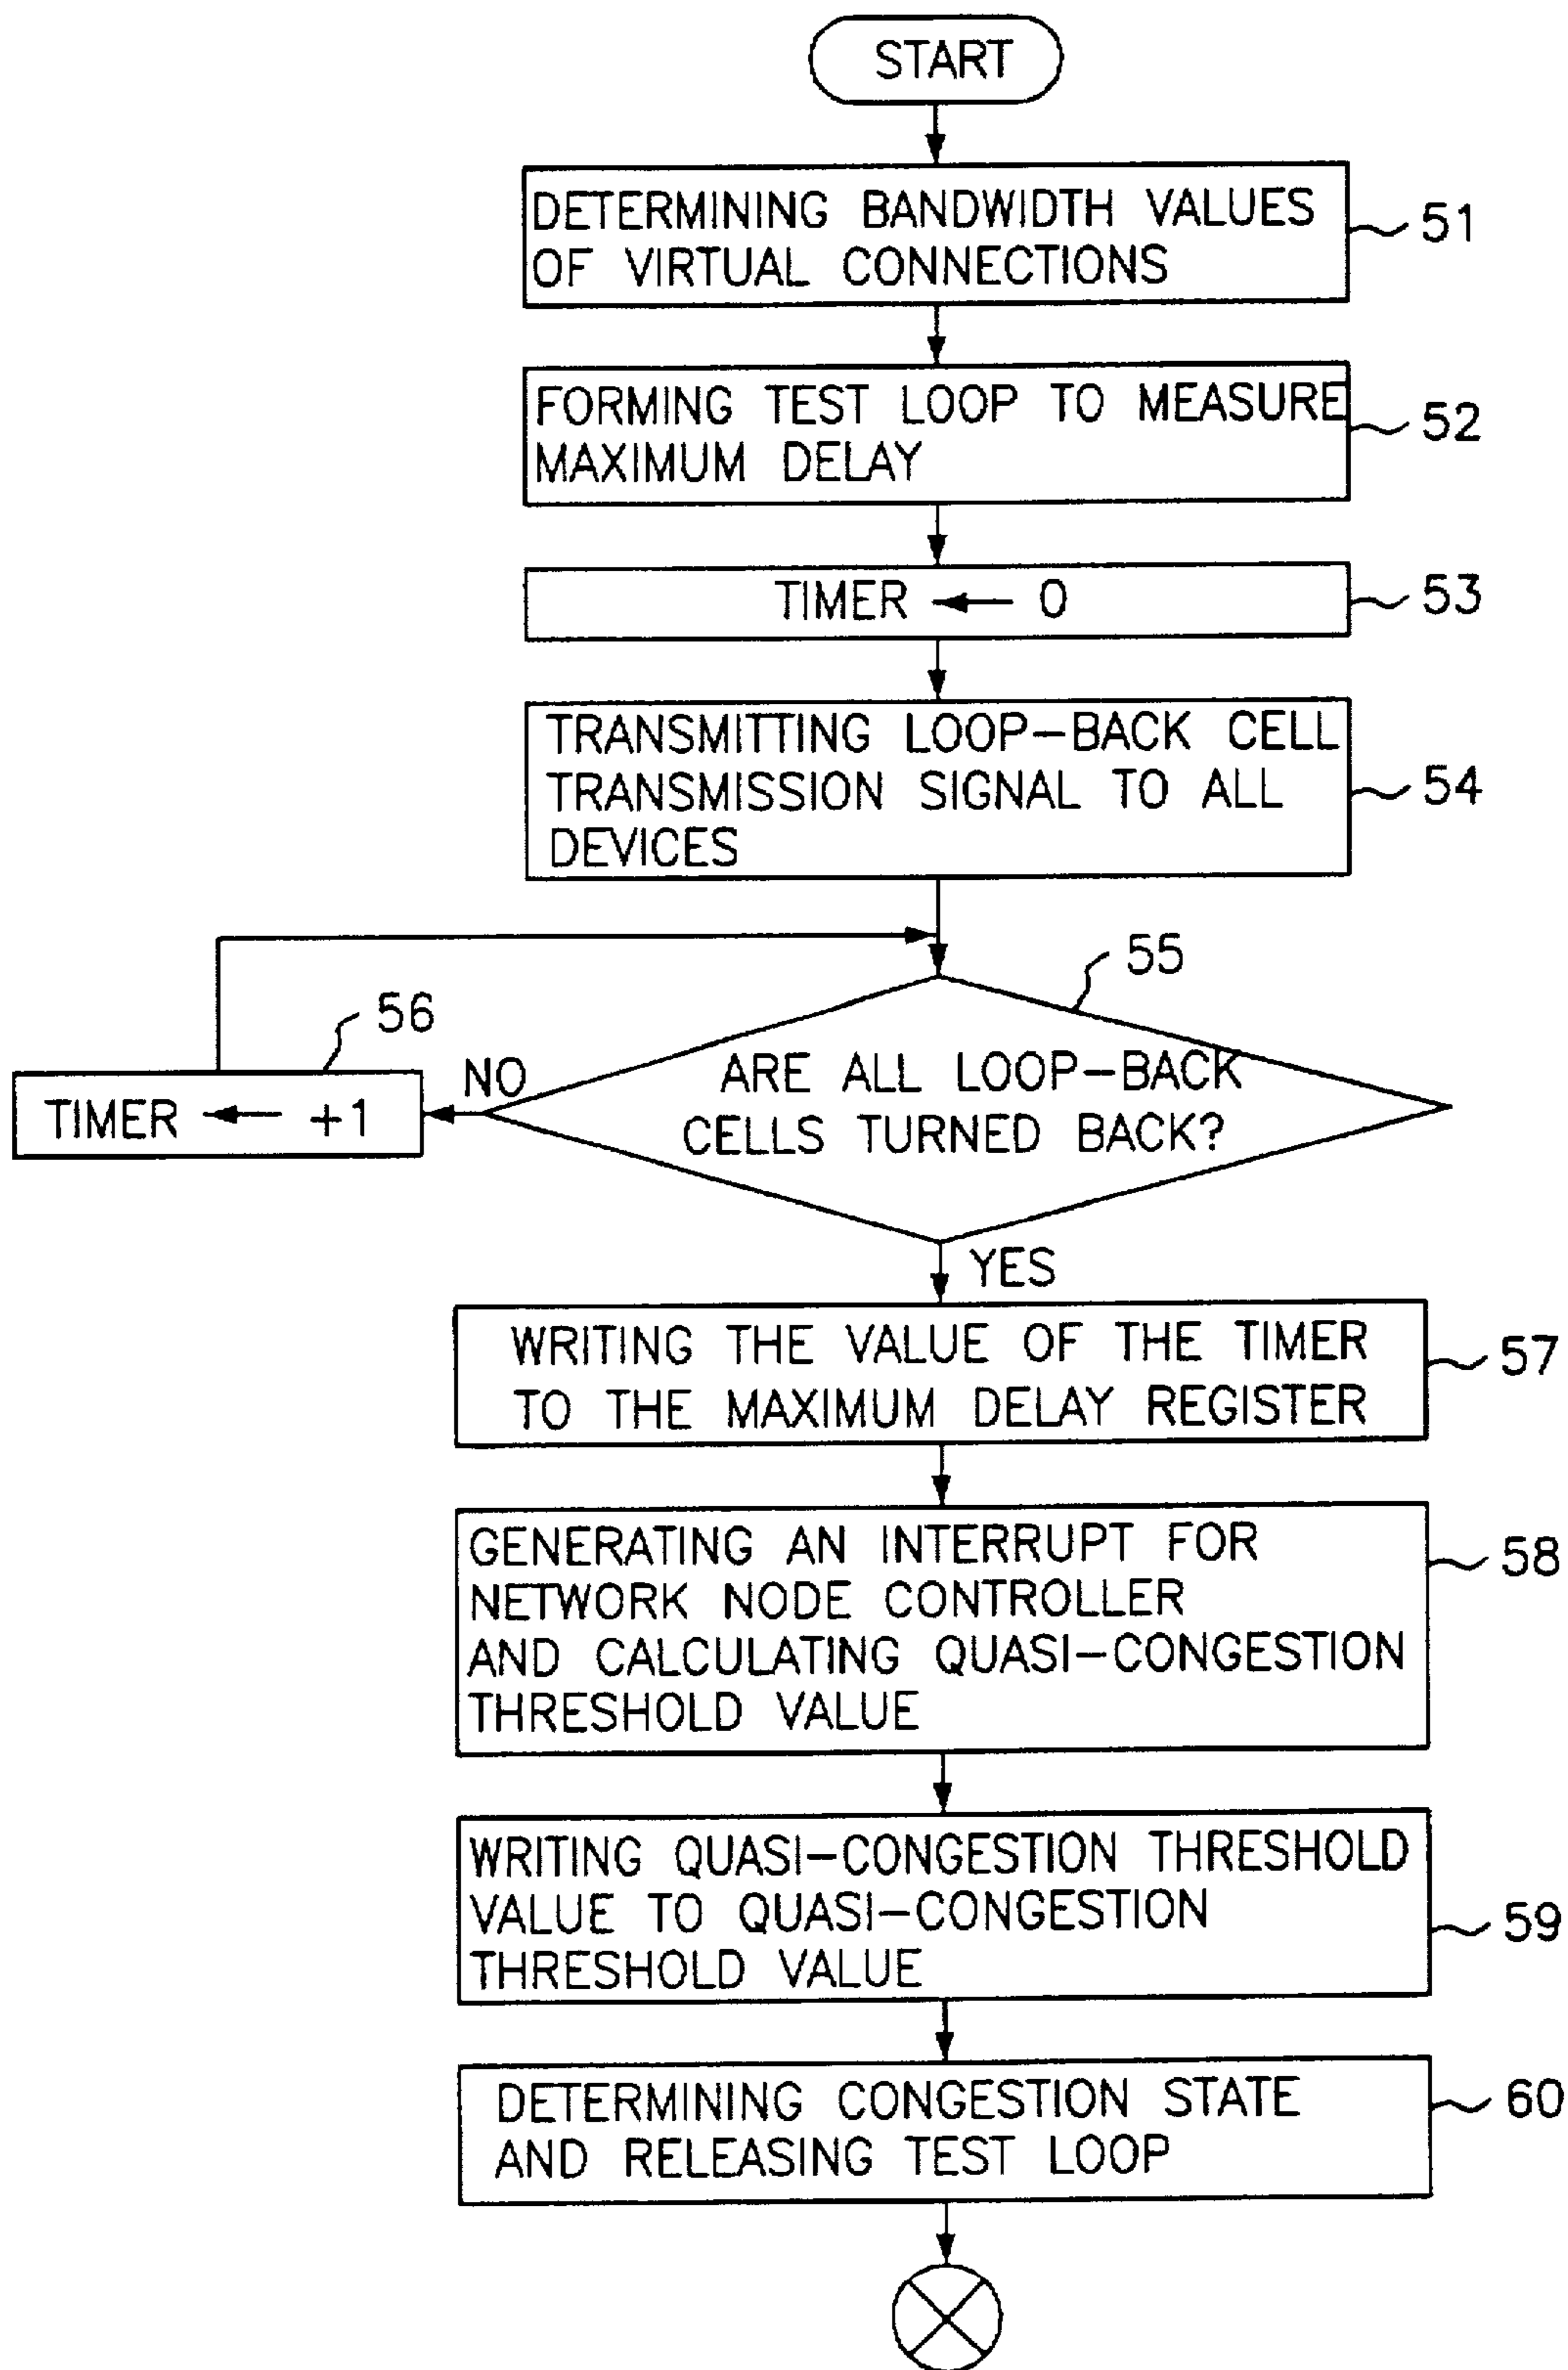 START
DETERMINING BANDWIDTH VALUES
OF VIRTUAL CONNECTIONS
51
FORMING TEST LOOP TO MEASURE
MAXIMUM DELAY
52
TIMER ← 0
53
TRANSMITTING LOOP-BACK CELL
TRANSMISSION SIGNAL TO ALL
DEVICES
54
55
ARE ALL LOOP-BACK
CELLS TURNED BACK?
NO
56
TIMER ← +1
YES
WRITING THE VALUE OF THE TIMER
TO THE MAXIMUM DELAY REGISTER
57
GENERATING AN INTERRUPT FOR
NETWORK NODE CONTROLLER
AND CALCULATING QUASI-CONGESTION
THRESHOLD VALUE
58
WRITING QUASI-CONGESTION THRESHOLD
VALUE TO QUASI-CONGESTION
THRESHOLD VALUE
59
DETERMINING CONGESTION STATE
AND RELEASING TEST LOOP
60